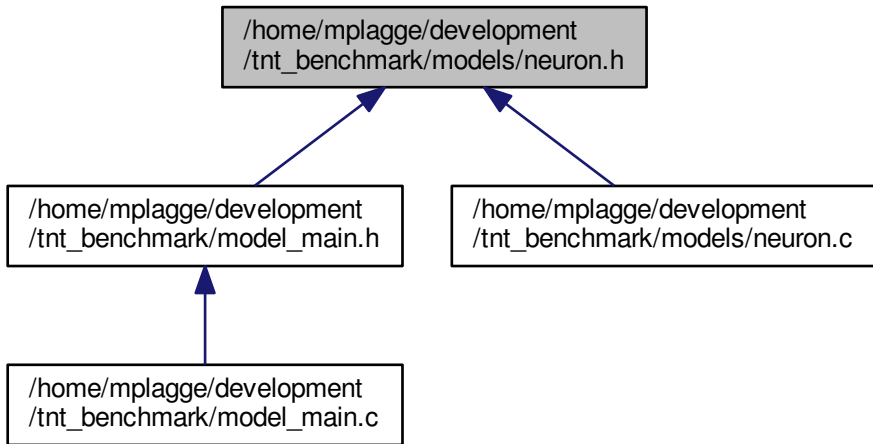 /home/mplagge/development
/tnt_benchmark/models/neuron.h
/home/mplagge/development
/tnt_benchmark/model_main.h
/home/mplagge/development
/tnt_benchmark/models/neuron.c
/home/mplagge/development
/tnt_benchmark/model_main.c